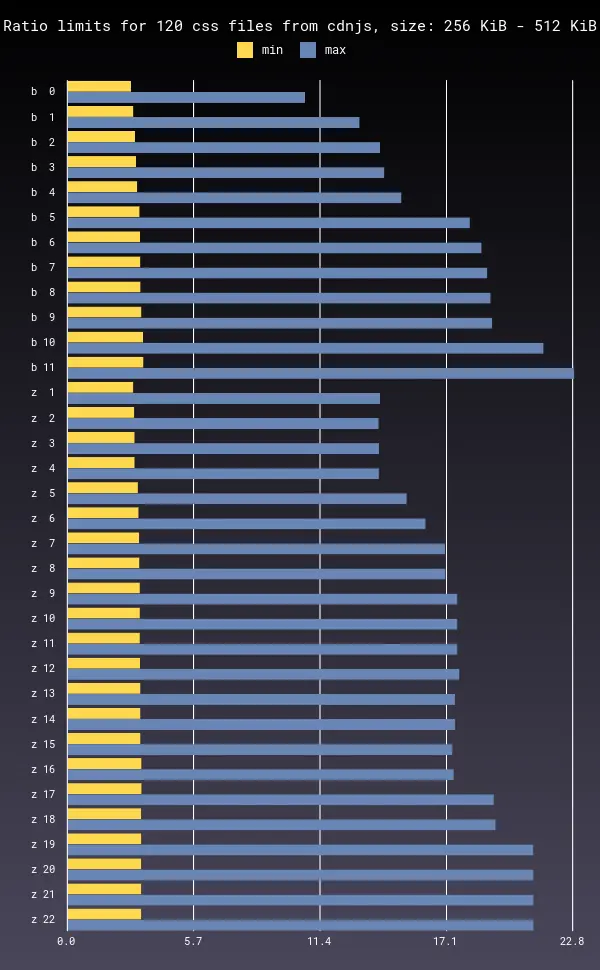 Ratio limits for 120 css files from cdnjs, size: 256 KiB - 512 KiB
min max
b 0
b 1
b 2
b 3
b 4
b 5
b 6
b 7
b 8
b 9
b 10
b 11
z 1
z 2
z 3
z 4
z 5
z 6
z 7
z 8
z 9
z 10
z 11
z 12
z 13
z 14
z 15
z 16
z 17
z 18
z 19
z 20
z 21
z 22
0.0 5.7 11.4 17.1 22.8